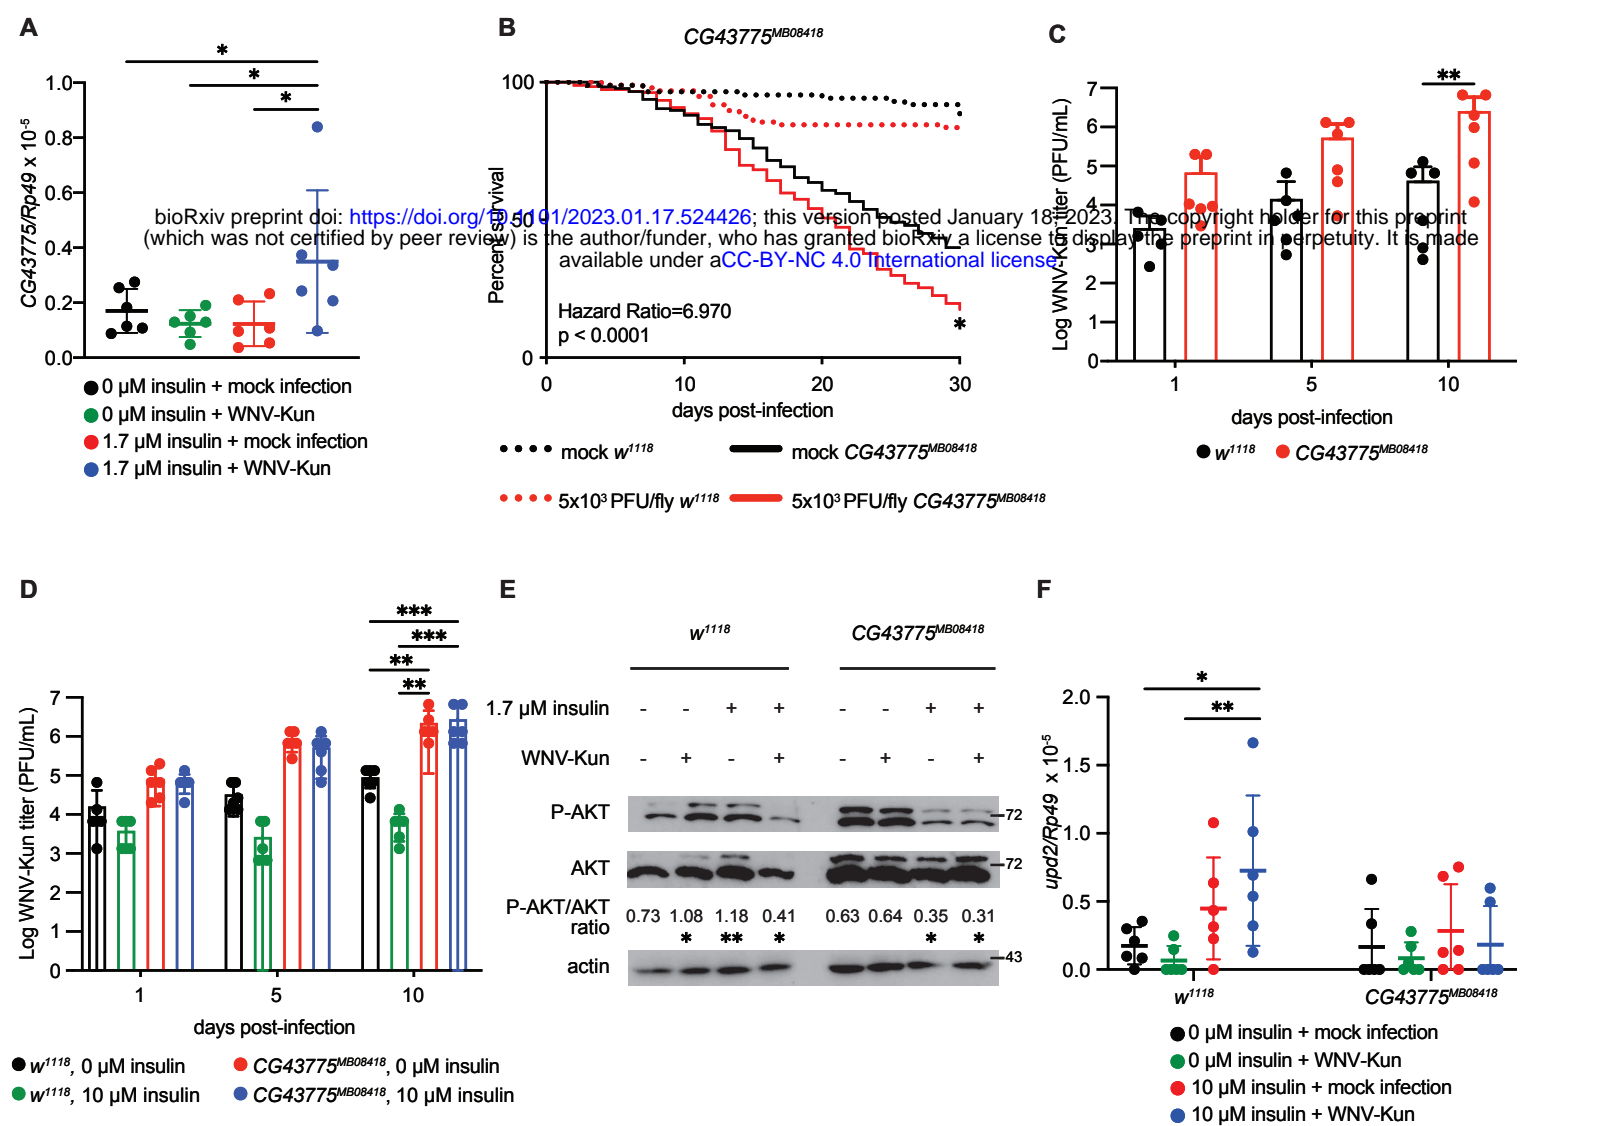 A
*
*
*
1.0
0.8
0.6
0.4
0.2
0.0
CG43775/Rp49 x 10-5
0 µM insulin + mock infection
0 µM insulin + WNV-Kun
1.7 µM insulin + mock infection
1.7 µM insulin + WNV-Kun
B
CG43775MB08418
100
50
0
Percent survival
Hazard Ratio=6.970
p < 0.0001
*
0 10 20 30
days post-infection
mock w1118
mock CG43775MB08418
5x103 PFU/fly w1118
5x103 PFU/fly CG43775MB08418
bioRxiv preprint doi: https://doi.org/10.1101/2023.01.17.524426; this version posted January 18, 2023. The copyright holder for this preprint
(which was not certified by peer review) is the author/funder, who has granted bioRxiv a license to display the preprint in perpetuity. It is made
available under aCC-BY-NC 4.0 International license.
C
**
7
6
5
4
3
2
1
0
Log WNV-Kun titer (PFU/mL)
1 5 10
days post-infection
w1118 CG43775MB08418
D
***
***
**
**
7
6
5
4
3
2
1
0
Log WNV-Kun titer (PFU/mL)
1 5 10
days post-infection
w1118, 0 µM insulin
CG43775MB08418, 0 µM insulin
w1118, 10 µM insulin
CG43775MB08418, 10 µM insulin
E
w1118 CG43775MB08418
1.7 µM insulin - - + + - - + +
WNV-Kun - + - + - + - +
P-AKT 72
AKT 72
P-AKT/AKT
ratio
0.73 1.08 1.18 0.41 0.63 0.64 0.35 0.31
* ** * * *
actin 43
F
*
**
2.0
1.5
1.0
0.5
0.0
upd2/Rp49 x 10-5
w1118 CG43775MB08418
0 µM insulin + mock infection
0 µM insulin + WNV-Kun
10 µM insulin + mock infection
10 µM insulin + WNV-Kun